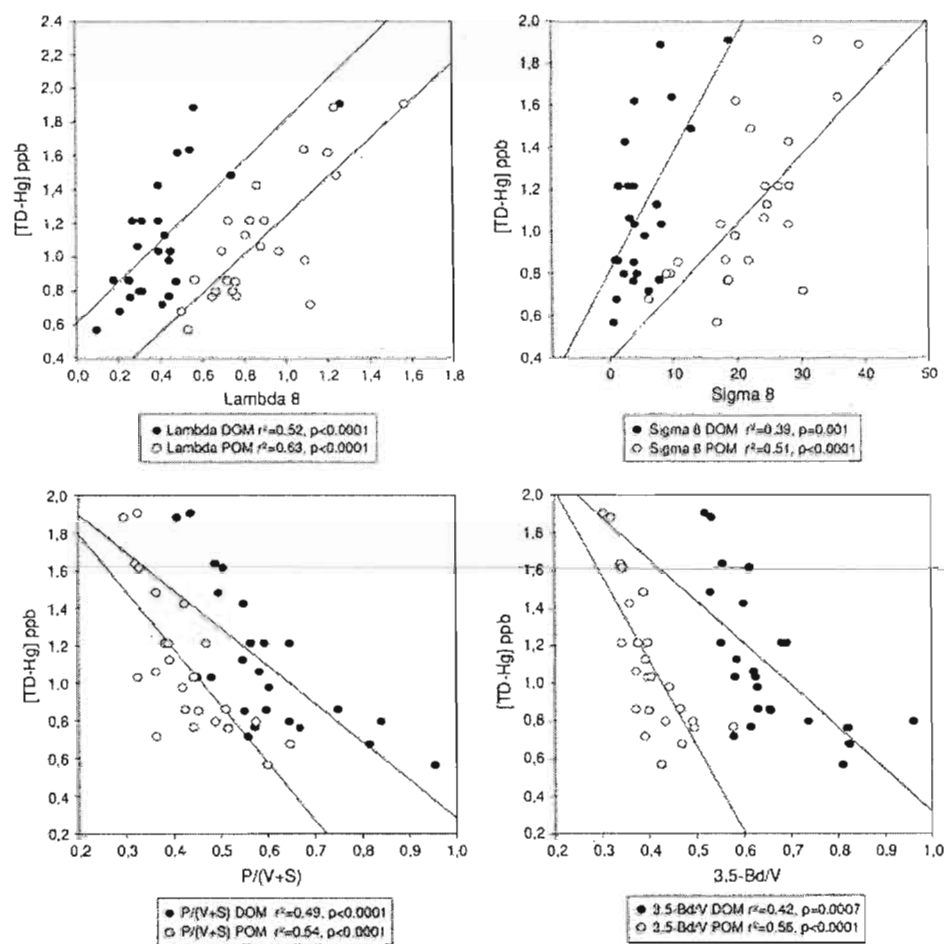 2,4
2,2
2,0
1,8
1,6
1,4
1,2
1,0
0,8
0,6
0,4
[TD-Hg] ppb
0,0 0,2 0,4 0,6 0,8 1,0 1,2 1,4 1,6 1,8
Lambda 8
● Lambda DOM r²=0.52, p<0.0001
○ Lambda POM r²=0.63, p<0.0001
2,0
1,8
1,6
1,4
1,2
1,0
0,8
0,6
0,4
[TD-Hg] ppb
0 10 20 30 40 50
Sigma 8
● Sigma 8 DOM r²=0.39, p=0.001
○ Sigma 8 POM r²=0.51, p<0.0001
2,0
1,8
1,6
1,4
1,2
1,0
0,8
0,6
0,4
0,2
[TD-Hg] ppb
0,2 0,3 0,4 0,5 0,6 0,7 0,8 0,9 1,0
P/(V+S)
● P/(V+S) DOM r²=0.49, p<0.0001
○ P/(V+S) POM r²=0.54, p<0.0001
2,0
1,8
1,6
1,4
1,2
1,0
0,8
0,6
0,4
0,2
[TD-Hg] ppb
0,2 0,3 0,4 0,5 0,6 0,7 0,8 0,9 1,0
3,5-Bd/V
● 3.5-Bd/V DOM r²=0.42, p=0.0007
○ 3.5-Bd/V POM r²=0.56, p<0.0001